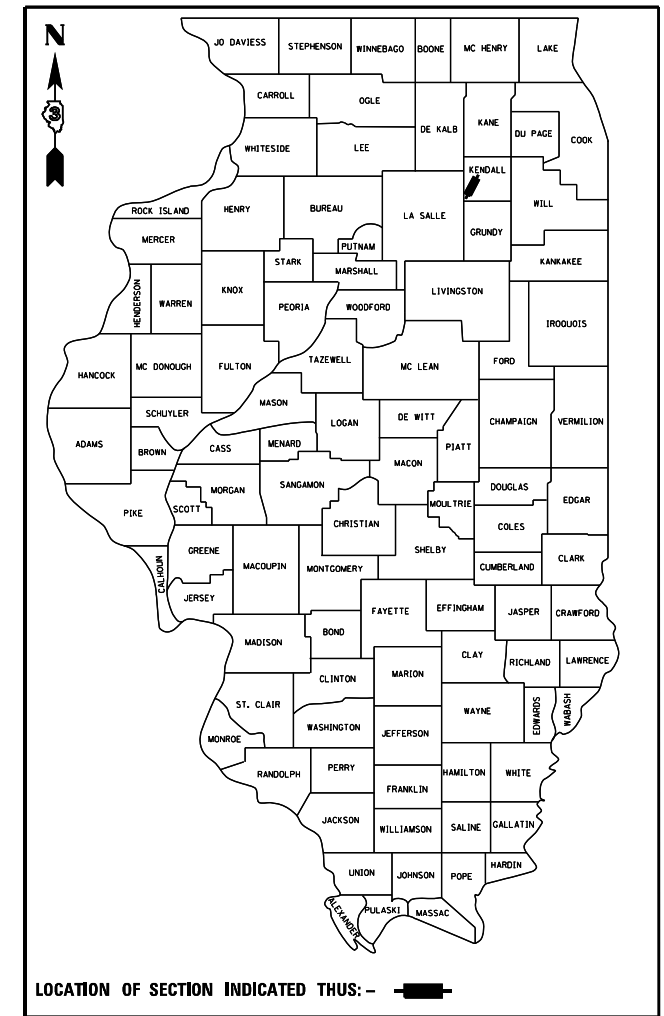 N
3
JO DAVIESS
STEPHENSON
WINNEBAGO
BOONE
MC HENRY
LAKE
CARROLL
OGLE
DE KALB
KANE
DU PAGE
COOK
WHITESIDE
LEE
KENDALL
WILL
ROCK ISLAND
HENRY
BUREAU
LA SALLE
GRUNDY
MERCER
PUTNAM
STARK
MARSHALL
KANKAKEE
HENDERSON
WARREN
KNOX
PEORIA
WOODFORD
LIVINGSTON
IROQUOIS
HANCOCK
MC DONOUGH
FULTON
TAZEWELL
MC LEAN
FORD
MASON
SCHUYLER
LOGAN
DE WITT
CHAMPAIGN
VERMILION
ADAMS
BROWN
CASS
MENARD
PIATT
MACON
PIKE
SCOTT
MORGAN
SANGAMON
MOULTRIE
DOUGLAS
EDGAR
CHRISTIAN
COLES
CALHOUN
GREENE
MACOUPIN
MONTGOMERY
SHELBY
CUMBERLAND
CLARK
JERSEY
FAYETTE
EFFINGHAM
JASPER
CRAWFORD
MADISON
BOND
CLAY
RICHLAND
LAWRENCE
CLINTON
MARION
ST. CLAIR
WAYNE
EDWARDS
WABASH
MONROE
WASHINGTON
JEFFERSON
RANDOLPH
PERRY
HAMILTON
WHITE
FRANKLIN
JACKSON
WILLIAMSON
SALINE
GALLATIN
UNION
JOHNSON
POPE
HARDIN
ALEXANDER
PULASKI
MASSAC
LOCATION OF SECTION INDICATED THUS: –